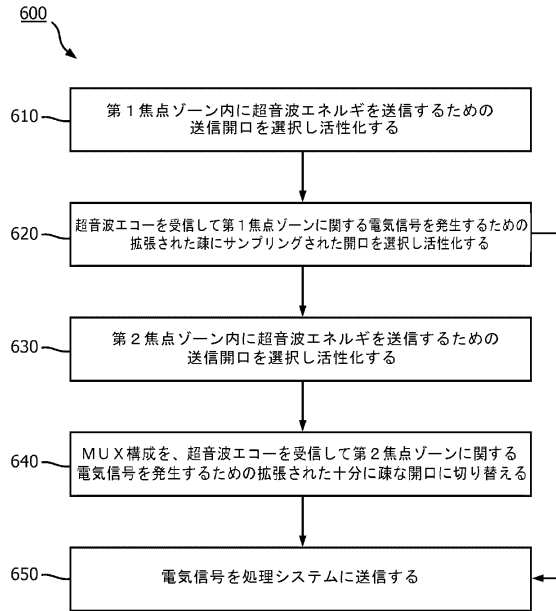 600
610
第1焦点ゾーン内に超音波エネルギを送信するための
送信開口を選択し活性化する
620
超音波エコーを受信して第1焦点ゾーンに関する電気信号を発生するための
拡張された疎にサンプリングされた開口を選択し活性化する
630
第2焦点ゾーン内に超音波エネルギを送信するための
送信開口を選択し活性化する
640
MUX構成を、超音波エコーを受信して第2焦点ゾーンに関する
電気信号を発生するための拡張された十分に疎な開口に切り替える
650
電気信号を処理システムに送信する